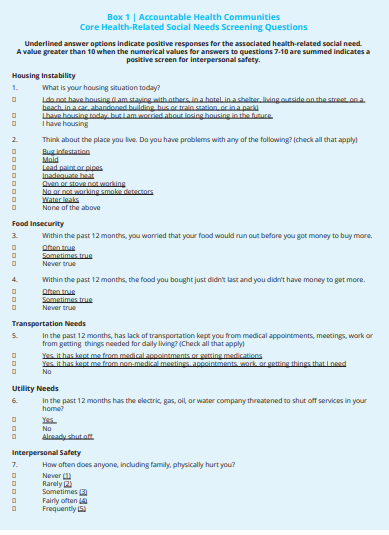 Box 1 | Accountable Health Communities
Core Health-Related Social Needs Screening Questions
Underlined answer options indicate positive responses for the associated health-related social need.
A value greater than 10 when the numerical values for answers to questions 7-10 are summed indicates a
positive screen for interpersonal safety.
Housing Instability
1. What is your housing situation today?
I do not have housing (I am staying with others, in a hotel, in a shelter, living outside on the street, on a
beach, in a car, abandoned building, bus or train station, or in a park)
I have housing today, but I am worried about losing housing in the future.
I have housing
2. Think about the place you live. Do you have problems with any of the following? (check all that apply)
Bug infestation
Mold
Lead paint or pipes
Inadequate heat
Oven or stove not working
No or not working smoke detectors
Water leaks
None of the above
Food Insecurity
3. Within the past 12 months, you worried that your food would run out before you got money to buy more.
Often true
Sometimes true
Never true
4. Within the past 12 months, the food you bought just didn't last and you didn't have money to get more.
Often true
Sometimes true
Never true
Transportation Needs
5. In the past 12 months, has lack of transportation kept you from medical appointments, meetings, work or
from getting things needed for daily living? (Check all that apply)
Yes, it has kept me from medical appointments or getting medications
Yes, it has kept me from non-medical meetings, appointments, work, or getting things that I need
No
Utility Needs
6. In the past 12 months has the electric, gas, oil, or water company threatened to shut off services in your
home?
Yes
No
Already shut off
Interpersonal Safety
7. How often does anyone, including family, physically hurt you?
Never (1)
Rarely (2)
Sometimes (3)
Fairly often (4)
Frequently (5)